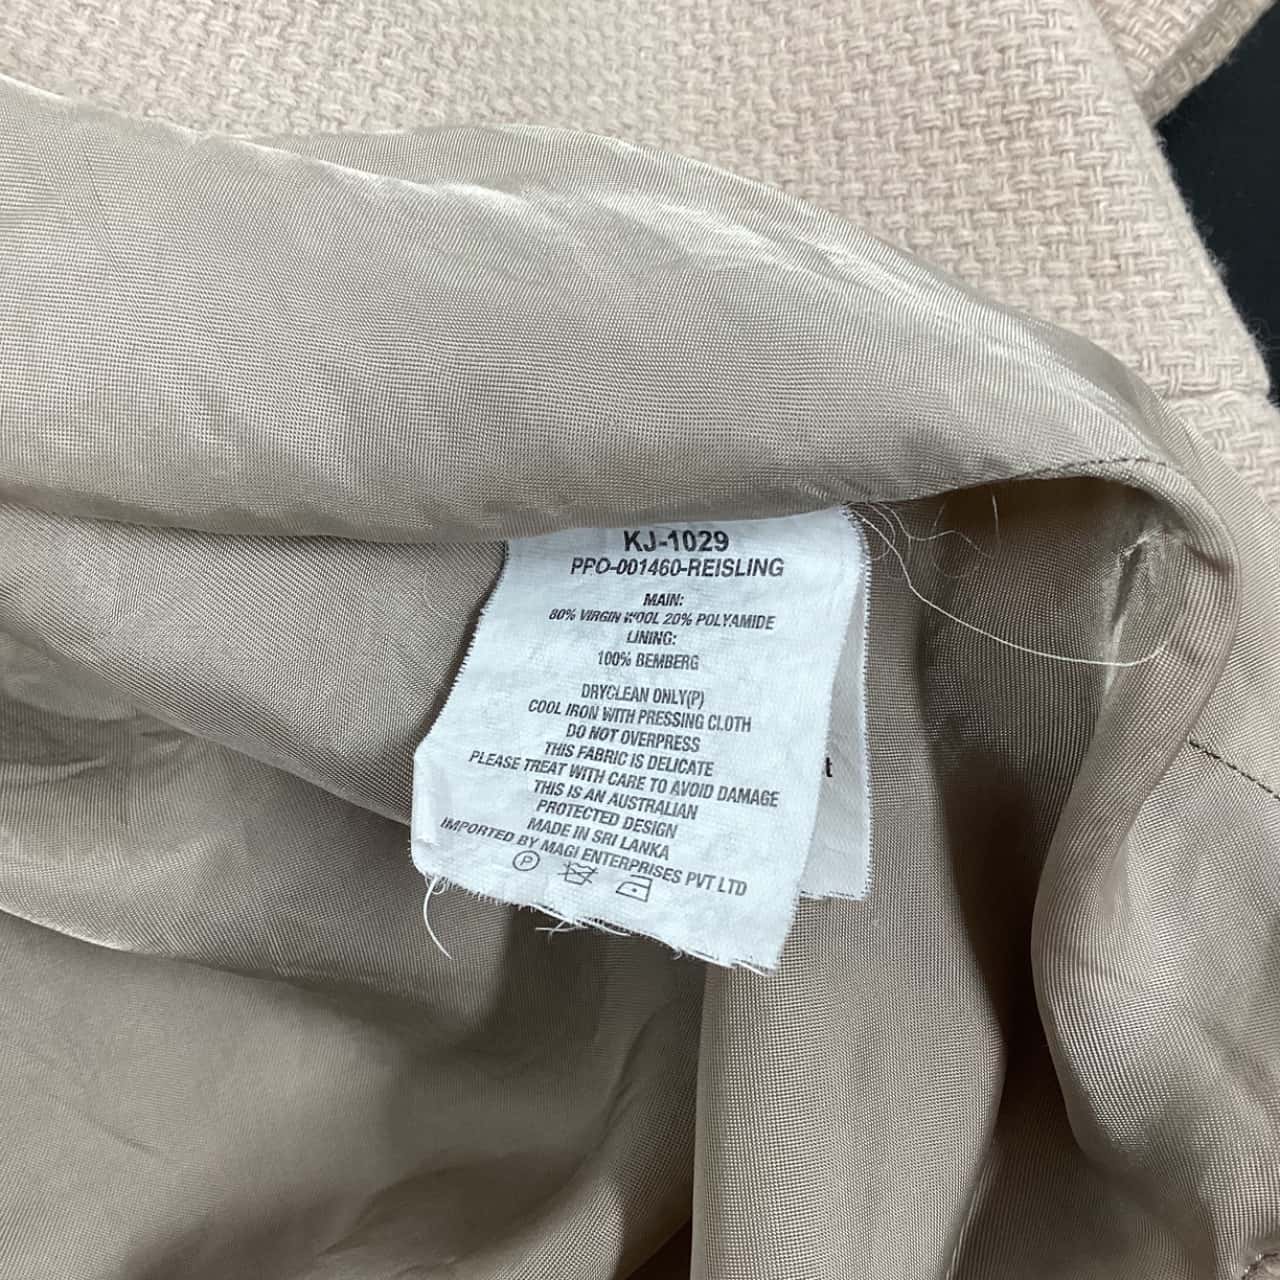 KJ-1029
PPO-001460-REISLING
MAIN:
80% VIRGIN WOOL 20% POLYAMIDE
LINING:
100% BEMBERG
DRYCLEAN ONLY(P)
COOL IRON WITH PRESSING CLOTH
DO NOT OVERPRESS
THIS FABRIC IS DELICATE
PLEASE TREAT WITH CARE TO AVOID DAMAGE
THIS IS AN AUSTRALIAN
PROTECTED DESIGN
MADE IN SRI LANKA
IMPORTED BY MAGI ENTERPRISES PVT LTD
P
t